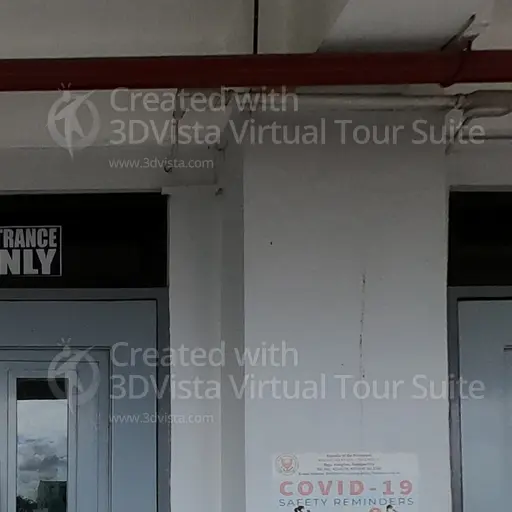 Created with
3DVista Virtual Tour Suite
www.3dvista.com
TRANCE
NLY
Created with
3DVista Virtual Tour Suite
www.3dvista.com
COVID-19
SAFETY REMINDERS